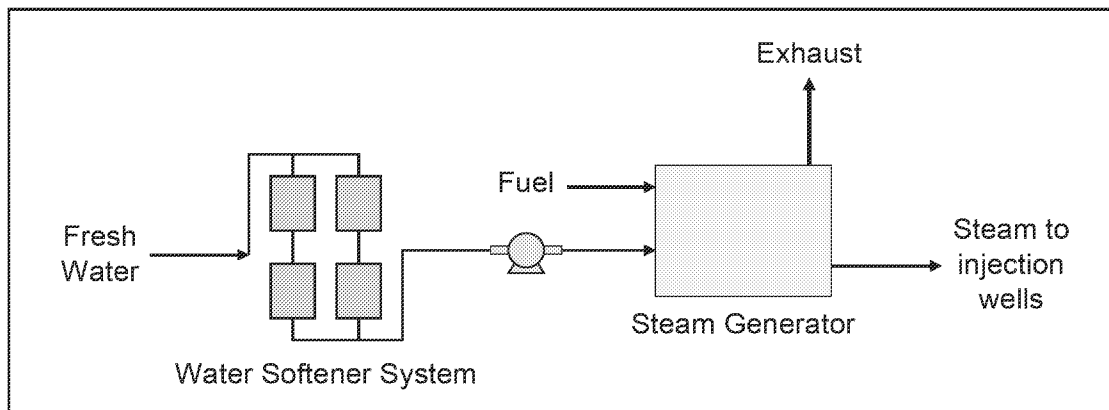 Exhaust
Fuel
Fresh
Water
Steam to
injection
wells
Steam Generator
Water Softener System